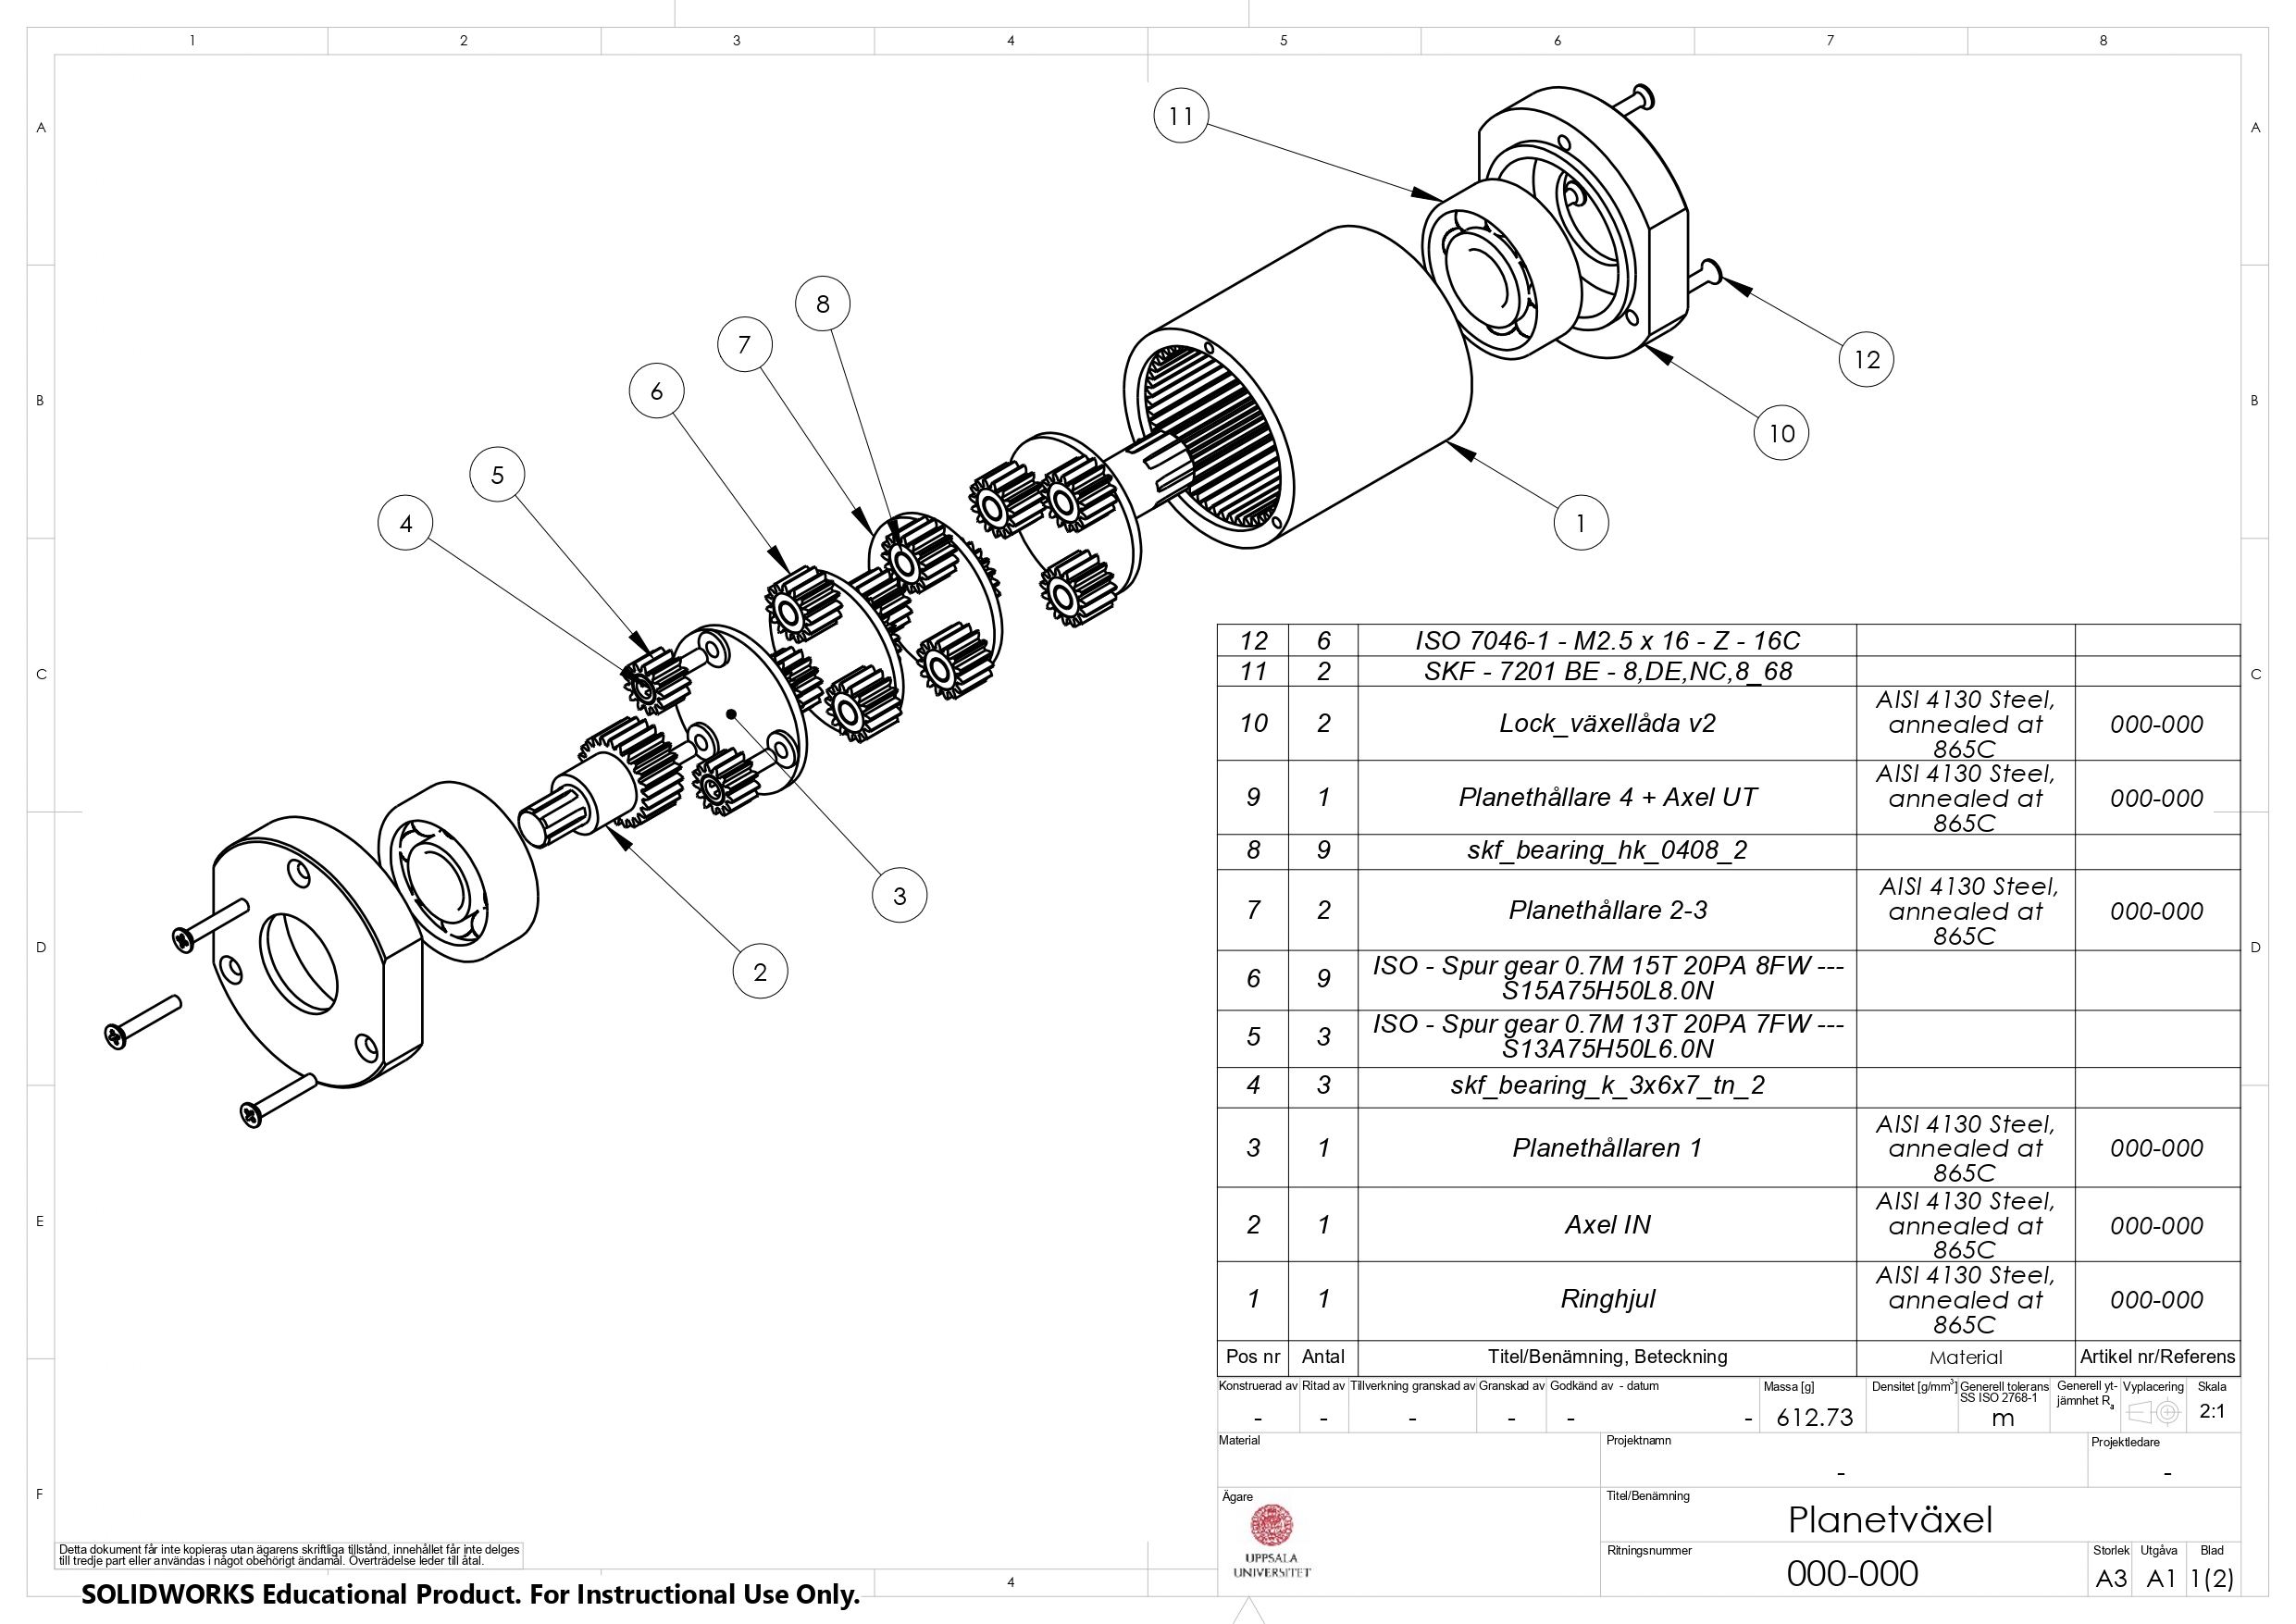 1 2 3 4 5 6 7 8
A A
B B
C C
D D
E
F
11
8
7
6
5
4
12
10
1
3
2
12 6 ISO 7046-1 - M2.5 x 16 - Z - 16C
11 2 SKF - 7201 BE - 8,DE,NC,8_68
10 2 Lock_växellåda v2 AISI 4130 Steel, annealed at 865C 000-000
9 1 Planethållare 4 + Axel UT AISI 4130 Steel, annealed at 865C 000-000
8 9 skf_bearing_hk_0408_2
7 2 Planethållare 2-3 AISI 4130 Steel, annealed at 865C 000-000
6 9 ISO - Spur gear 0.7M 15T 20PA 8FW --- S15A75H50L8.0N
5 3 ISO - Spur gear 0.7M 13T 20PA 7FW --- S13A75H50L6.0N
4 3 skf_bearing_k_3x6x7_tn_2
3 1 Planethållaren 1 AISI 4130 Steel, annealed at 865C 000-000
2 1 Axel IN AISI 4130 Steel, annealed at 865C 000-000
1 1 Ringhjul AISI 4130 Steel, annealed at 865C 000-000
Pos nr Antal Titel/Benämning, Beteckning Material Artikel nr/Referens
Konstruerad av Ritad av Tillverkning granskad av Granskad av Godkänd av - datum Massa [g] Densitet [g/mm³] Generell tolerans SS ISO 2768-1 Generell yt-jämnhet Ra Vyplacering Skala
- - - - - - 612.73 m 2:1
Material Projektnamn Projektledare
- -
Ägare Titel/Benämning
Planetväxel
UPPSALA
UNIVERSITET
Ritningsnummer Storlek Utgåva Blad
000-000 A3 A1 1(2)
Detta dokument får inte kopieras utan ägarens skriftliga tillstånd, innehållet får inte delges
till tredje part eller användas i något obehörigt ändamål. Överträdelse leder till åtal.
4
SOLIDWORKS Educational Product. For Instructional Use Only.